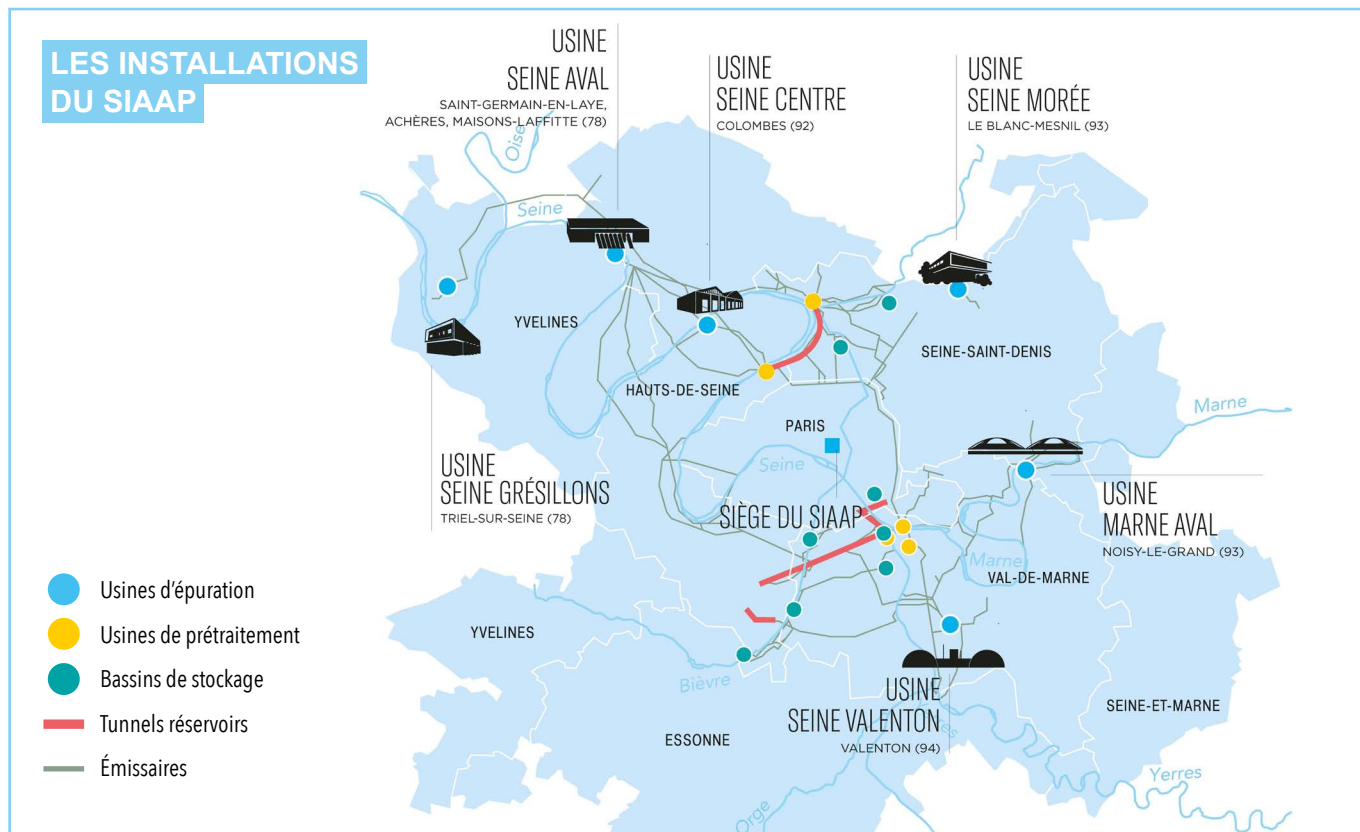 LES INSTALLATIONS
DU SIAAP
USINE
SEINE AVAL
SAINT-GERMAIN-EN-LAYE,
ACHÈRES, MAISONS-LAFFITTE (78)
USINE
SEINE CENTRE
COLOMBES (92)
USINE
SEINE MORÉE
LE BLANC-MESNIL (93)
Oise
Seine
YVELINES
SEINE-SAINT-DENIS
HAUTS-DE-SEINE
Marne
PARIS
Seine
USINE
SEINE GRÉSILLONS
TRIEL-SUR-SEINE (78)
SIÈGE DU SIAAP
USINE
MARNE AVAL
NOISY-LE-GRAND (93)
Marne
VAL-DE-MARNE
Usines d'épuration
Usines de prétraitement
Bassins de stockage
Tunnels réservoirs
Émissaires
YVELINES
Bièvre
ESSONNE
USINE
SEINE VALENTON
VALENTON (94)
Yerres
SEINE-ET-MARNE
Yerres
Orge